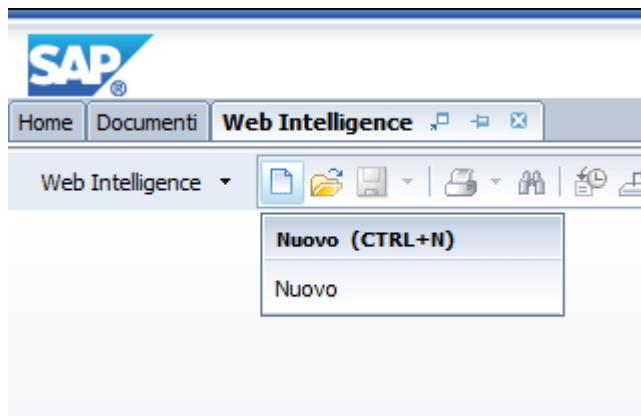 SAP®
Home Documenti Web Intelligence
Web Intelligence
Nuovo (CTRL+N)
Nuovo